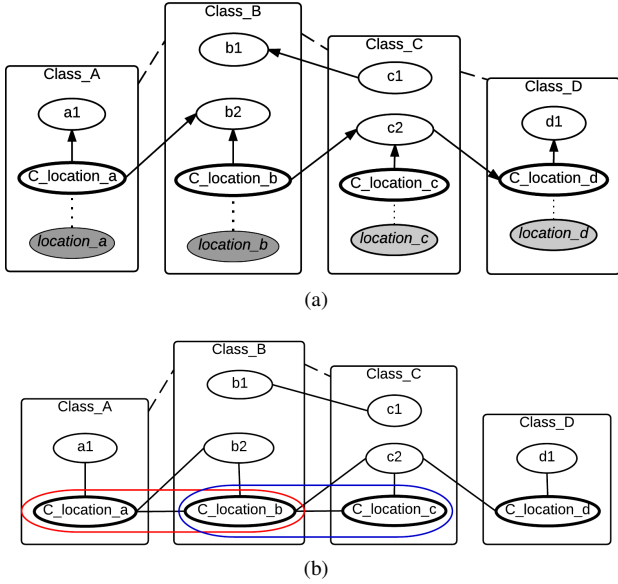 Class_B
b1
Class_C
Class_A
c1
Class_D
a1
b2
c2
d1
C_location_a
C_location_b
C_location_c
C_location_d
location_a
location_b
location_c
location_d
(a)
Class_B
b1
Class_C
Class_A
c1
Class_D
a1
b2
c2
d1
C_location_a
C_location_b
C_location_c
C_location_d
(b)